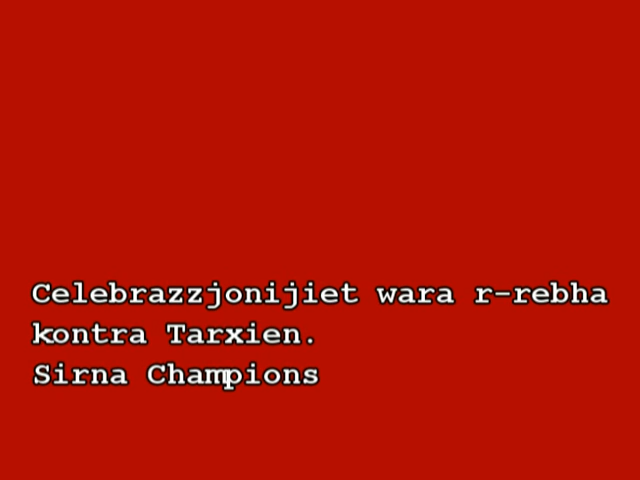 Celebrazzjonijiet wara r-rebha
kontra Tarxien.
Sirna Champions